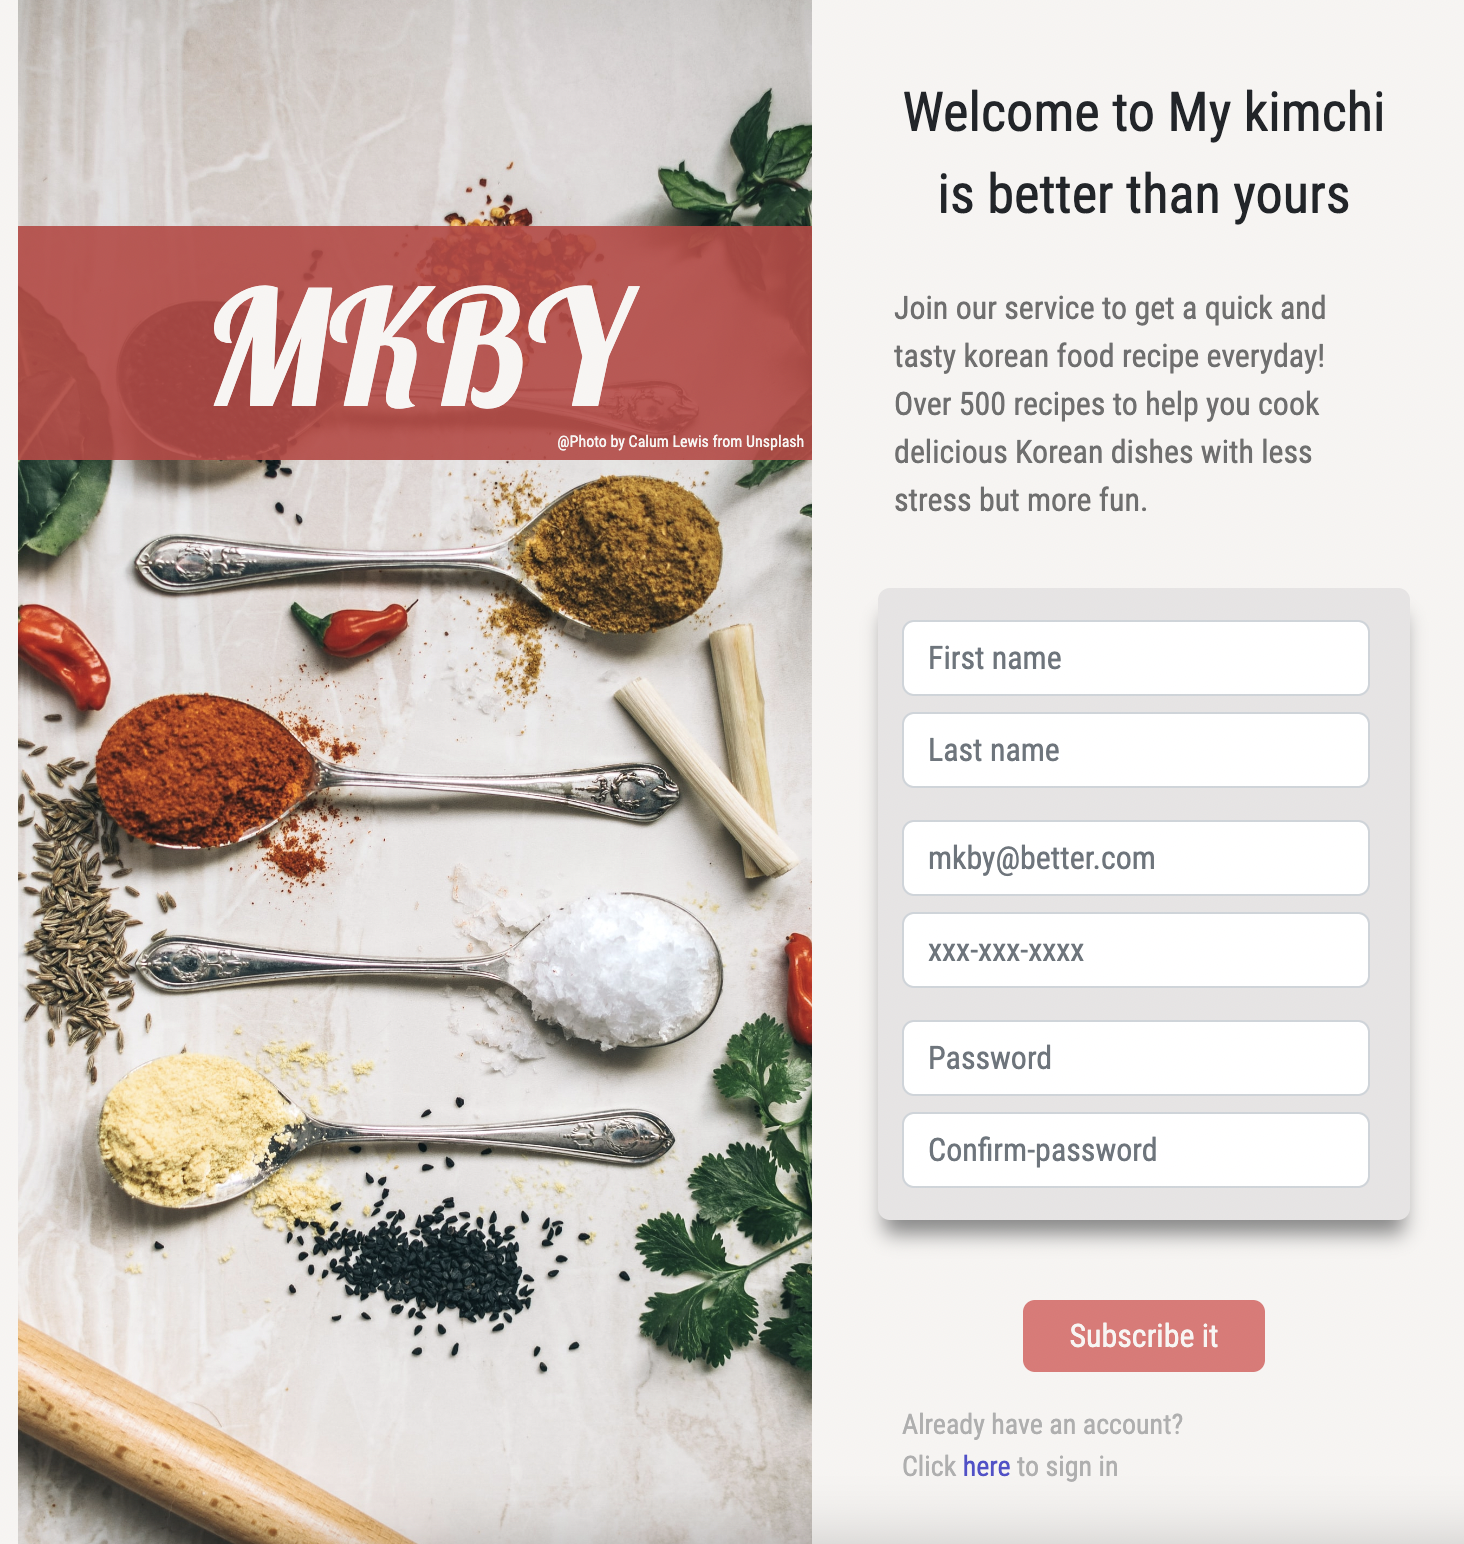 MKBY
@Photo by Calum Lewis from Unsplash
Welcome to My kimchi
is better than yours
Join our service to get a quick and
tasty korean food recipe everyday!
Over 500 recipes to help you cook
delicious Korean dishes with less
stress but more fun.
First name
Last name
mkby@better.com
xxx-xxx-xxxx
Password
Confirm-password
Subscribe it
Already have an account?
Click here to sign in